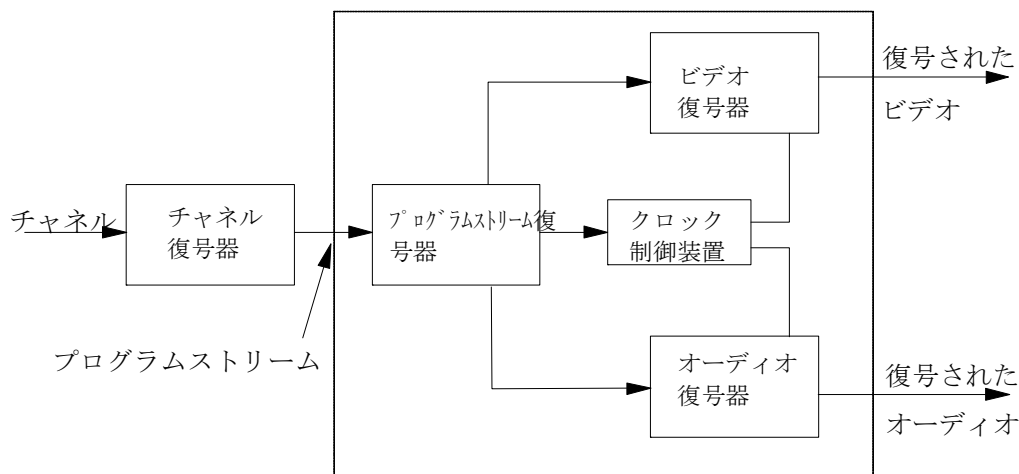 復号された
ビデオ
復号器
ビデオ
チャネル
チャネル
復号器
プログラムストリーム復
号器
クロック
制御装置
プログラムストリーム
オーディオ
復号器
復号された
オーディオ